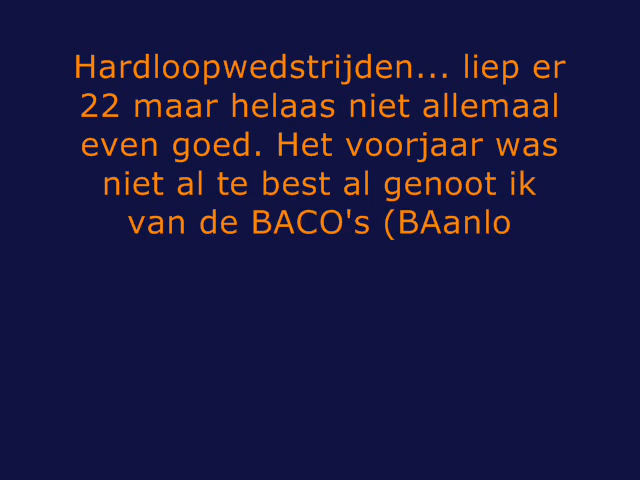 Hardloopwedstrijden... liep er
22 maar helaas niet allemaal
even goed. Het voorjaar was
niet al te best al genoot ik
van de BACO's (BAanlo